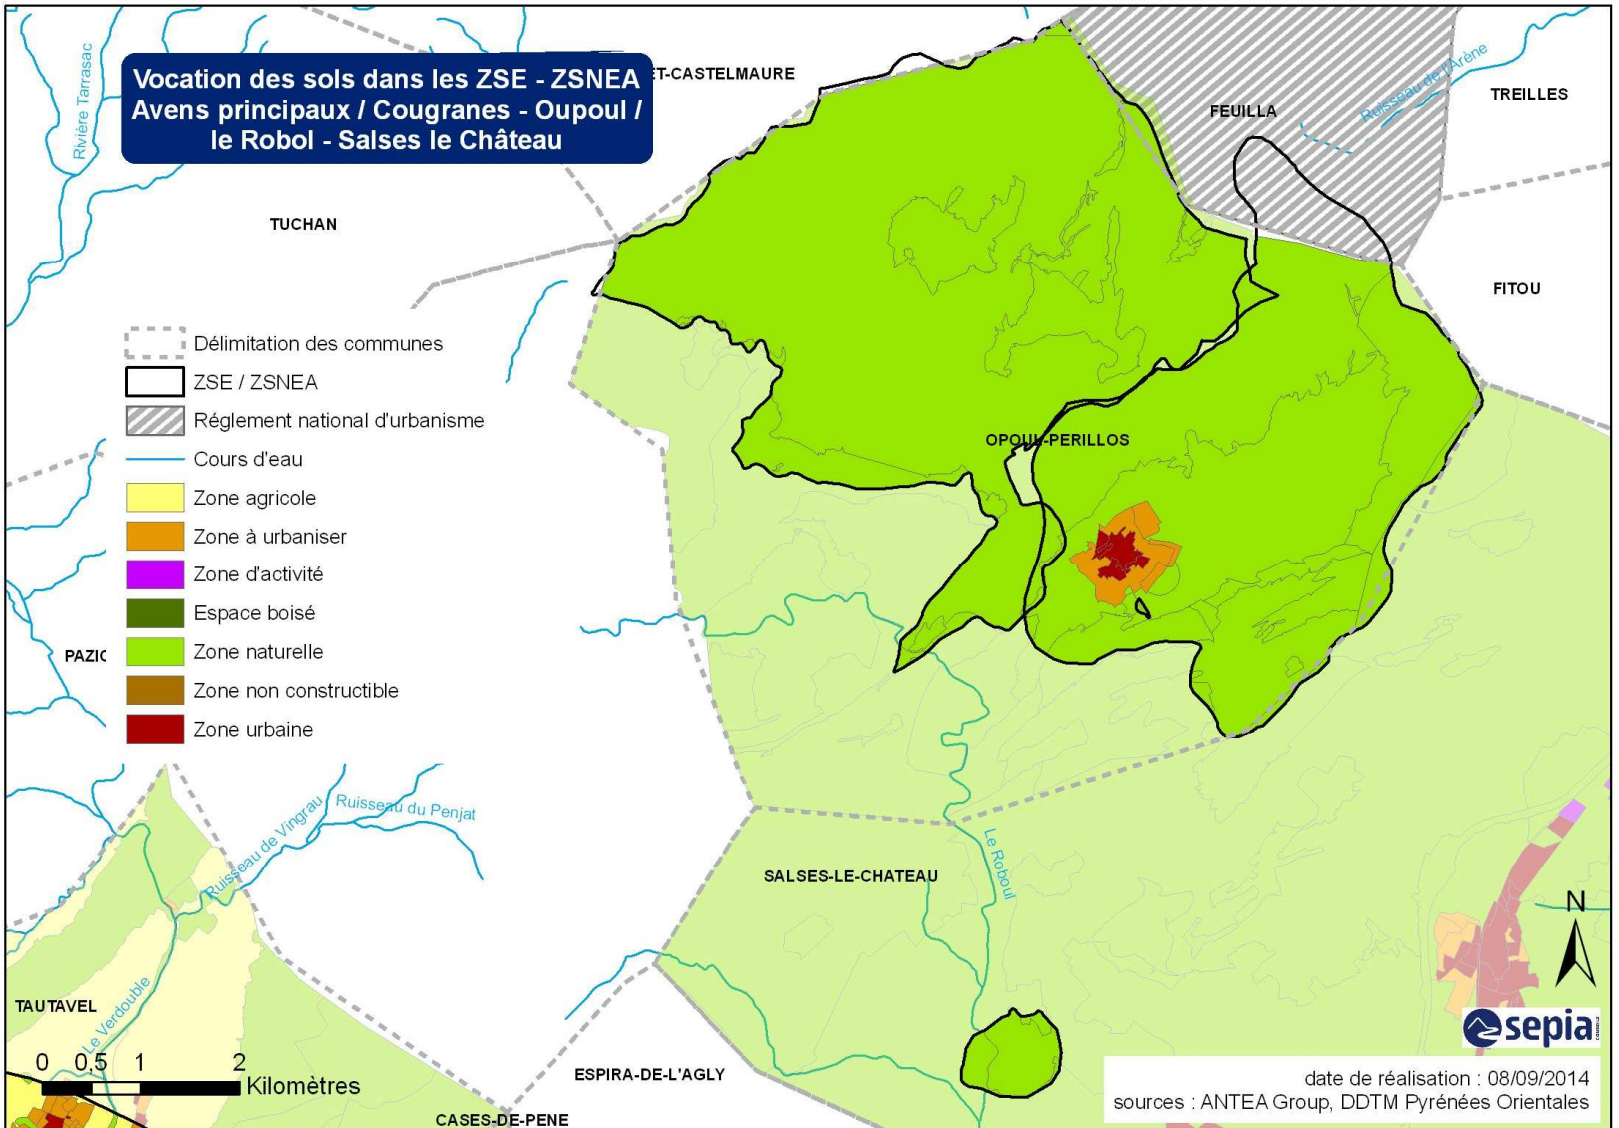 Vocation des sols dans les ZSE - ZSNEA
Avens principaux / Cougranes - Oupoul /
le Robol - Salses le Château
Rivière Tarrasac
ET-CASTELMAURE
FEUILLA
Ruisseau de l'Arène
TREILLES
TUCHAN
FITOU
Délimitation des communes
ZSE / ZSNEA
Réglement national d'urbanisme
Cours d'eau
Zone agricole
Zone à urbaniser
Zone d'activité
Espace boisé
Zone naturelle
Zone non constructible
Zone urbaine
OPOUL-PERILLOS
PAZIO
Ruisseau de Vingrau
Ruisseau du Penjat
SALSES-LE-CHATEAU
Le Roboul
N
TAUTAVEL
Le Verdouble
0 0,5 1 2
Kilomètres
ESPIRA-DE-L'AGLY
CASES-DE-PENE
sepia
date de réalisation : 08/09/2014
sources : ANTEA Group, DDTM Pyrénées Orientales